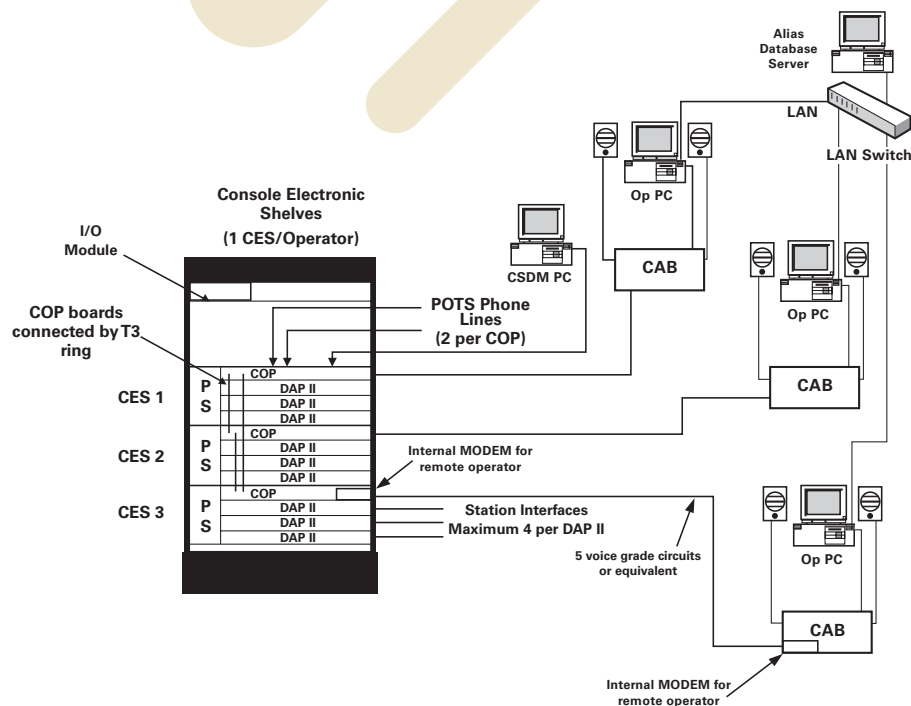 Alias
Database
Server
LAN
LAN Switch
Op PC
Console Electronic
Shelves
(1 CES/Operator)
I/O
Module
CSDM PC
CAB
COP boards
connected by T3
ring
POTS Phone
Lines
(2 per COP)
Op PC
CAB
CES 1
P
S
COP
DAP II
DAP II
DAP II
CES 2
P
S
COP
DAP II
DAP II
DAP II
Internal MODEM for
remote operator
CES 3
P
S
COP
DAP II
DAP II
DAP II
Station Interfaces
Maximum 4 per DAP II
5 voice grade circuits
or equivalent
Op PC
CAB
Internal MODEM for
remote operator